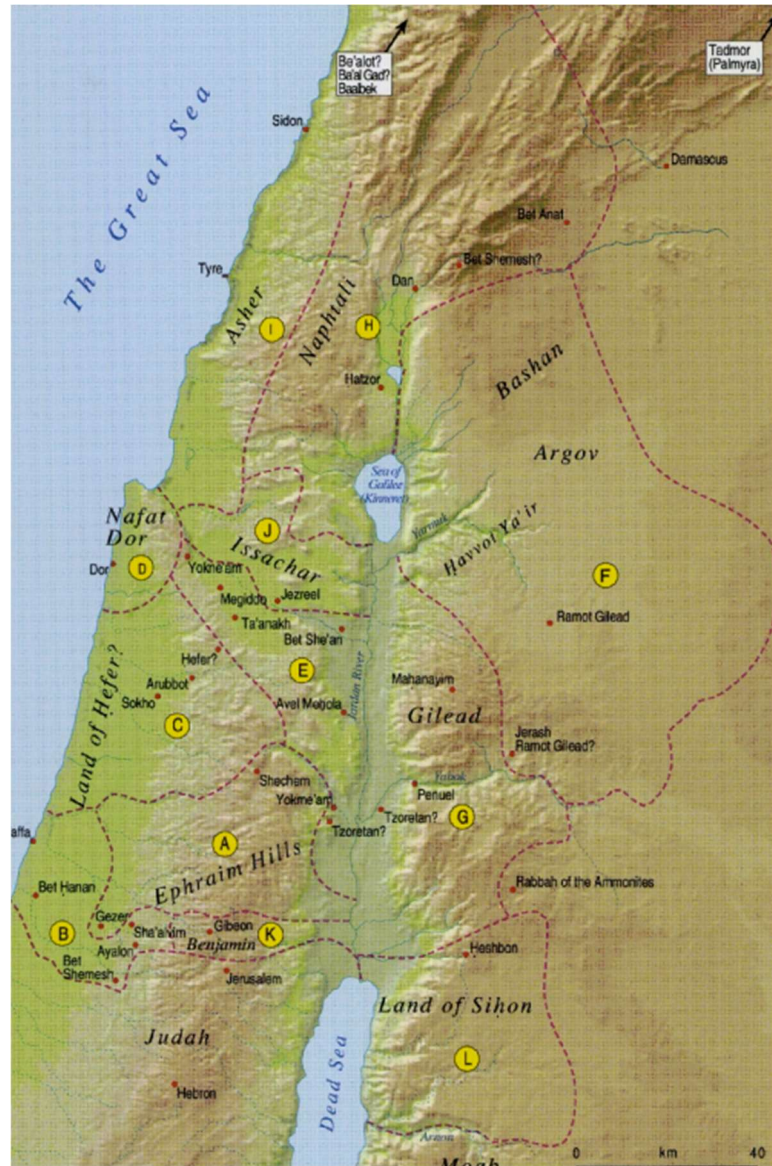 Be'alot?
Ba'al Gad?
Baalbek
Tadmor
(Palmyra)
The Great Sea
Sidon
Damascus
Bet Anat
Bet Shemesh?
Dan
Tyre
Asher
I
Naphtali
H
Hatzor
Bashan
Argov
Sea of
Galilee
(Kinneret)
Nafat
Dor
D
Dor
J
Issachar
Yokne'am
Megiddo
Jezreel
Ta'anakh
Bet She'an
Yarmuk
Havvot Ya'ir
F
Ramot Gilead
Land of Hefer?
Hefer?
Arubbot
Sokho
C
E
Avel Mehola
Jordan River
Mahanayim
Gilead
Jerash
Ramot Gilead?
Shechem
Yokme'am
Tzoretan?
Yabok
Penuel
Tzoretan?
G
affa
A
Ephraim Hills
Bet Hanan
B
Gezer
Sha'alvim
Ayalon
Bet
Shemesh
Gibeon
Benjamin
K
Rabbah of the Ammonites
Jerusalem
Heshbon
Land of Sihon
Judah
L
Hebron
Dead Sea
Arnon
Moab
0 km 40